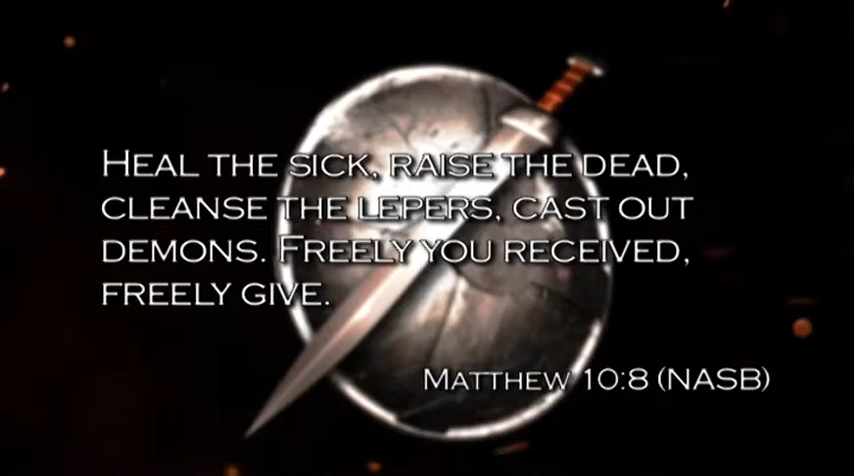 Heal the sick, raise the dead,
cleanse the lepers, cast out
demons. Freely you received,
freely give.
Matthew 10:8 (NASB)